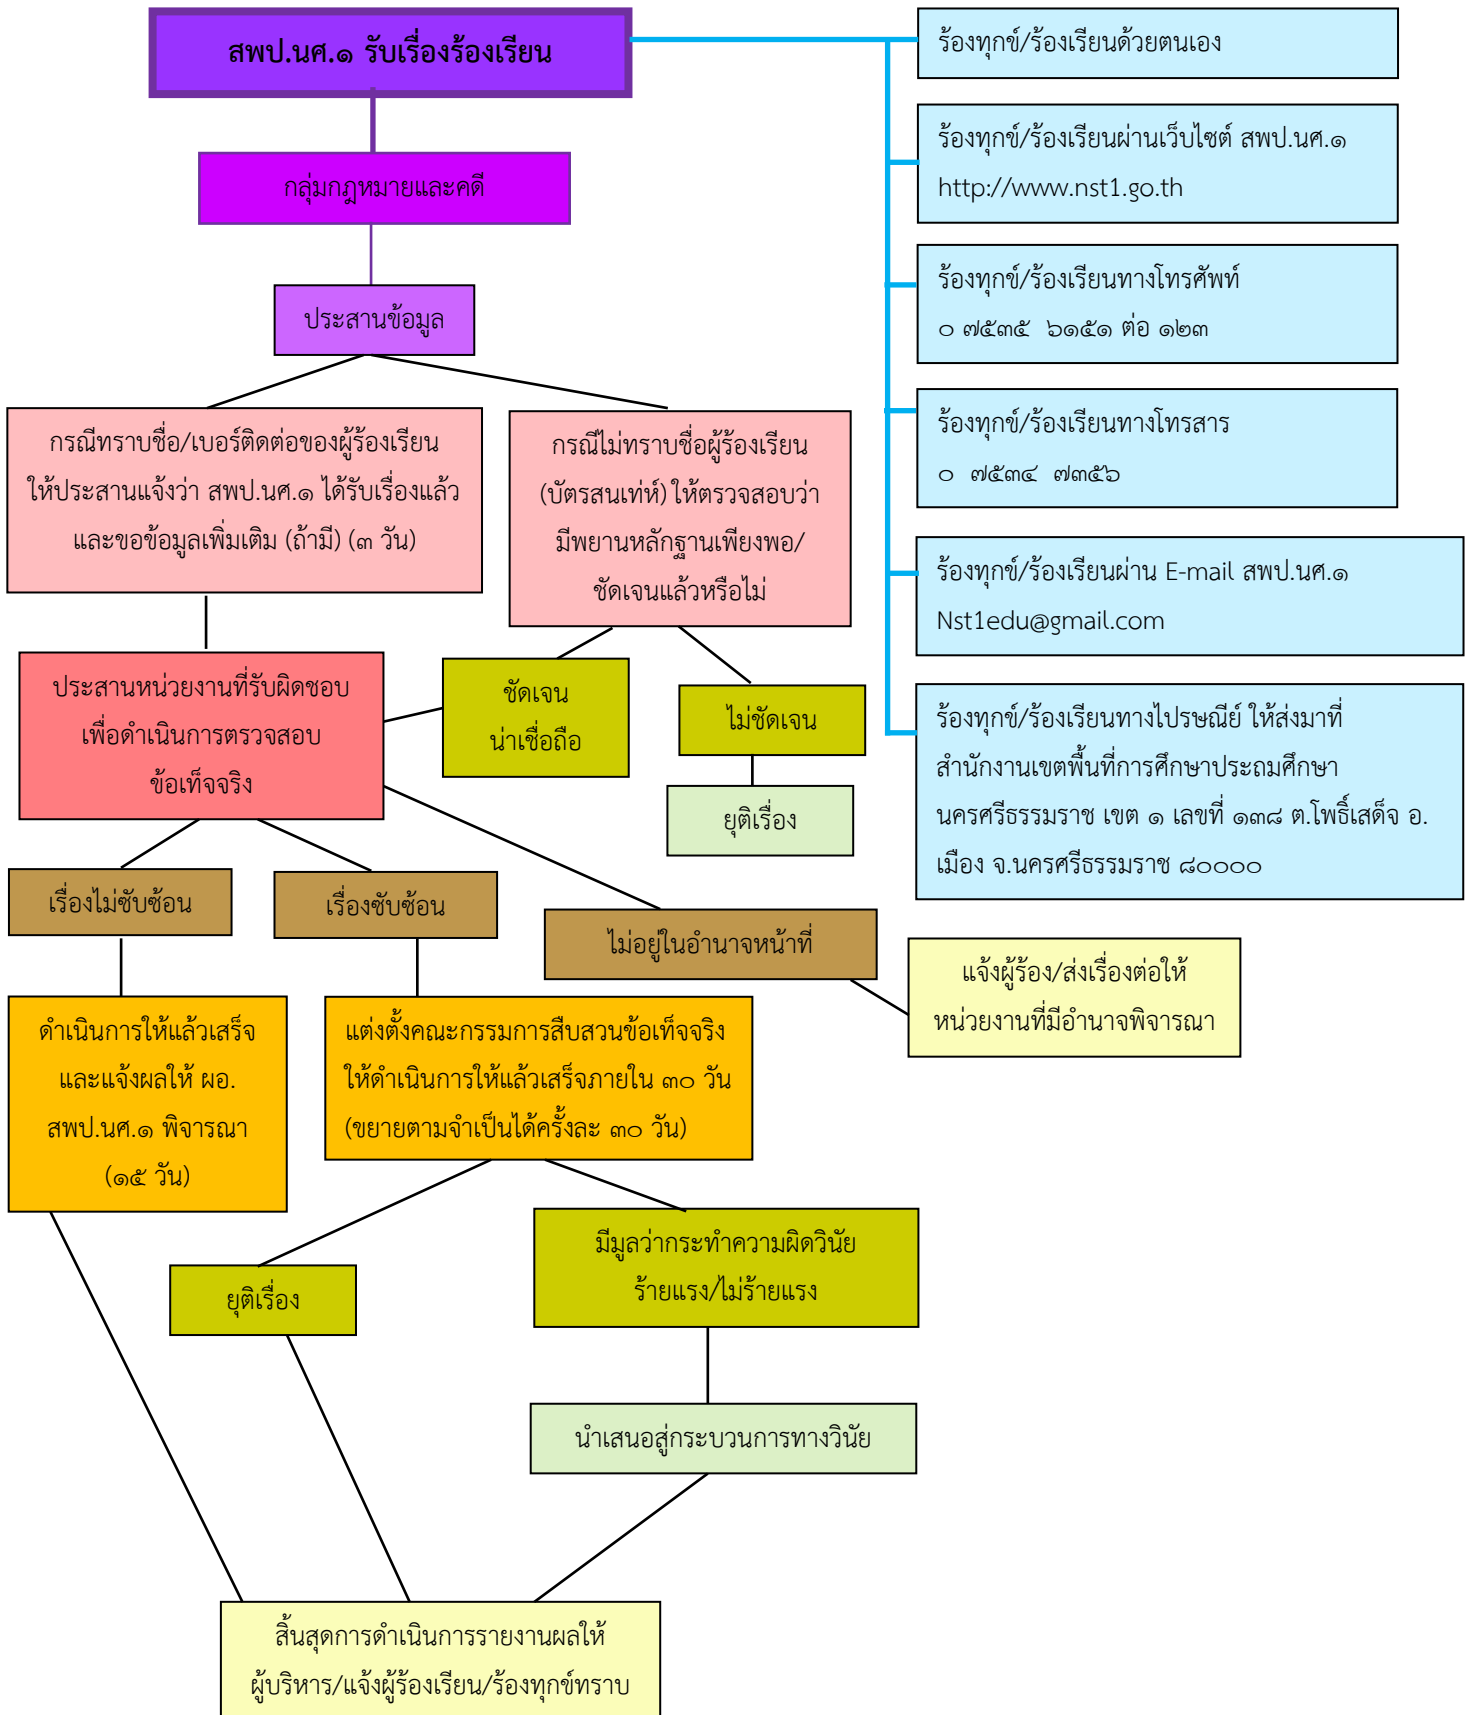 สพป.นศ.๑ รับเรื่องร้องเรียน
กลุ่มกฎหมายและคดี
ประสานข้อมูล
กรณีทราบชื่อ/เบอร์ติดต่อของผู้ร้องเรียน
ให้ประสานแจ้งว่า สพป.นศ.๑ ได้รับเรื่องแล้ว
และขอข้อมูลเพิ่มเติม (ถ้ามี) (๓ วัน)
กรณีไม่ทราบชื่อผู้ร้องเรียน
(บัตรสนเท่ห์) ให้ตรวจสอบว่า
มีพยานหลักฐานเพียงพอ/
ชัดเจนแล้วหรือไม่
ประสานหน่วยงานที่รับผิดชอบ
เพื่อดำเนินการตรวจสอบ
ข้อเท็จจริง
ชัดเจน
น่าเชื่อถือ
ไม่ชัดเจน
ยุติเรื่อง
เรื่องไม่ซับซ้อน
เรื่องซับซ้อน
ไม่อยู่ในอำนาจหน้าที่
แจ้งผู้ร้อง/ส่งเรื่องต่อให้
หน่วยงานที่มีอำนาจพิจารณา
ดำเนินการให้แล้วเสร็จ
และแจ้งผลให้ ผอ.
สพป.นศ.๑ พิจารณา
(๑๕ วัน)
แต่งตั้งคณะกรรมการสืบสวนข้อเท็จจริง
ให้ดำเนินการให้แล้วเสร็จภายใน ๓๐ วัน
(ขยายตามจำเป็นได้ครั้งละ ๓๐ วัน)
ยุติเรื่อง
มีมูลว่ากระทำความผิดวินัย
ร้ายแรง/ไม่ร้ายแรง
นำเสนอสู่กระบวนการทางวินัย
สิ้นสุดการดำเนินการรายงานผลให้
ผู้บริหาร/แจ้งผู้ร้องเรียน/ร้องทุกข์ทราบ
ร้องทุกข์/ร้องเรียนด้วยตนเอง
ร้องทุกข์/ร้องเรียนผ่านเว็บไซต์ สพป.นศ.๑
http://www.nst1.go.th
ร้องทุกข์/ร้องเรียนทางโทรศัพท์
๐ ๗๕๓๕ ๖๑๕๑ ต่อ ๑๒๓
ร้องทุกข์/ร้องเรียนทางโทรสาร
๐ ๗๕๓๔ ๗๓๕๖
ร้องทุกข์/ร้องเรียนผ่าน E-mail สพป.นศ.๑
Nst1edu@gmail.com
ร้องทุกข์/ร้องเรียนทางไปรษณีย์ ให้ส่งมาที่
สำนักงานเขตพื้นที่การศึกษาประถมศึกษา
นครศรีธรรมราช เขต ๑ เลขที่ ๑๓๘ ต.โพธิ์เสด็จ อ.
เมือง จ.นครศรีธรรมราช ๘๐๐๐๐